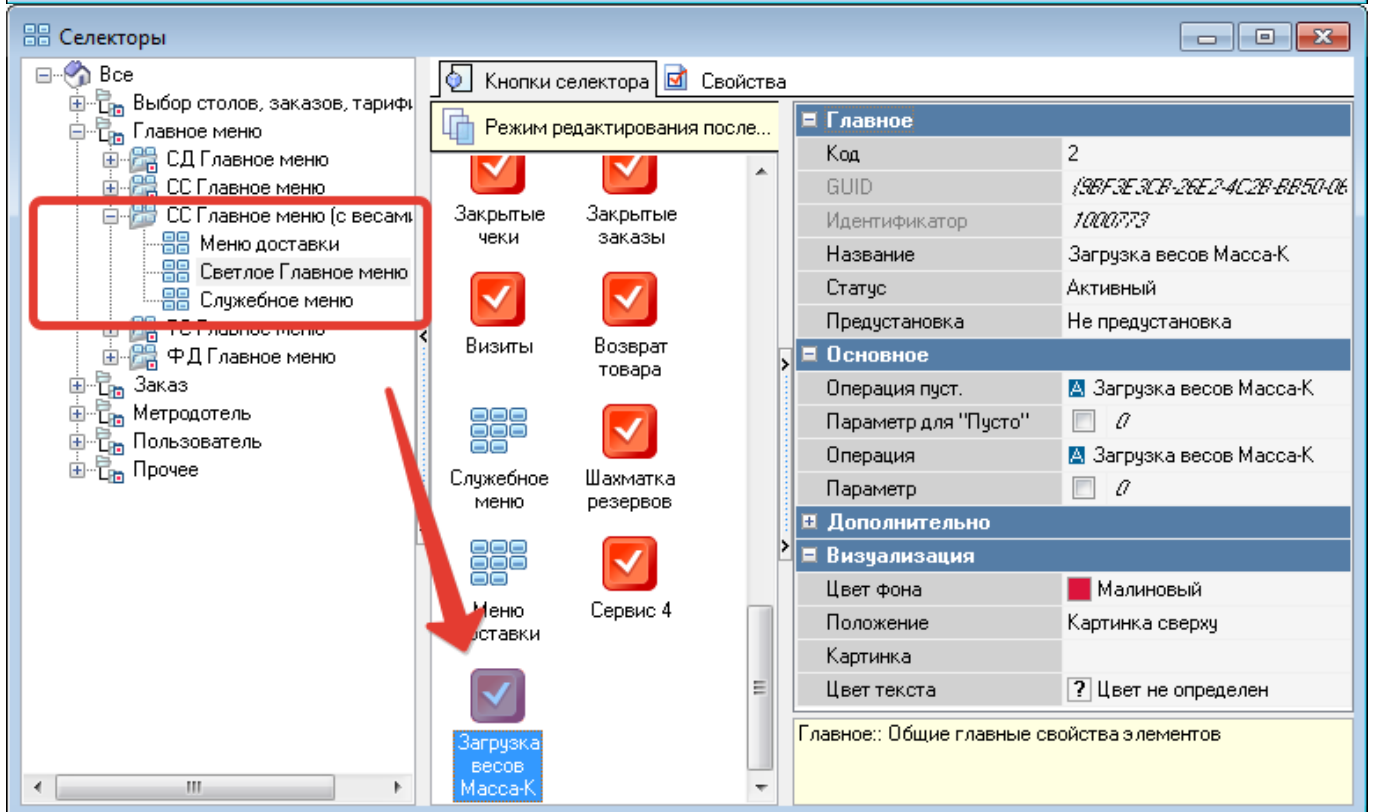 Селекторы
Все
Выбор столов, заказов, тариф
Главное меню
СД Главное меню
СС Главное меню
СС Главное меню (с весами
Меню доставки
Светлое Главное меню
Служебное меню
ФД Главное меню
Заказ
Метродотель
Пользователь
Прочее
Кнопки селектора
Свойства
Режим редактирования после...
Закрытые чеки
Закрытые заказы
Визиты
Возврат товара
Служебное меню
Шахматка резервов
Меню доставки
Сервис 4
Загрузка весов Масса-К
Главное
Код 2
GUID {9BF3E3CB-26E2-4C2B-BB50-0
Идентификатор 1000773
Название Загрузка весов Масса-К
Статус Активный
Предустановка Не предустановка
Основное
Операция пуст. Загрузка весов Масса-К
Параметр для "Пусто" 0
Операция Загрузка весов Масса-К
Параметр 0
Дополнительно
Визуализация
Цвет фона Малиновый
Положение Картинка сверху
Картинка
Цвет текста ? Цвет не определен
Главное:: Общие главные свойства элементов